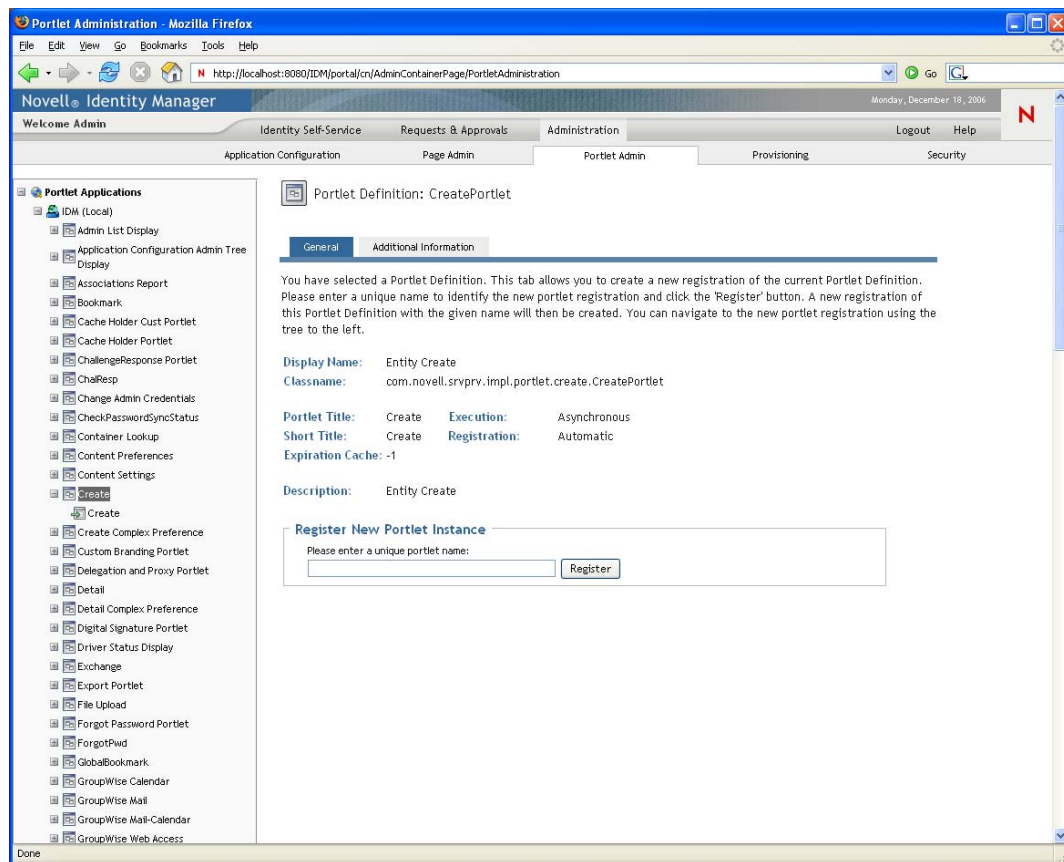 Portlet Administration - Mozilla Firefox
File Edit View Go Bookmarks Tools Help
N http://localhost:8080/IDM/portal/cn/AdminContainerPage/PortletAdministration Go G
Novell® Identity Manager Monday, December 18, 2006
N
Welcome Admin Identity Self-Service Requests & Approvals Administration Logout Help
Application Configuration Page Admin Portlet Admin Provisioning Security
Portlet Applications
IDM (Local)
Admin List Display
Application Configuration Admin Tree
Display
Associations Report
Bookmark
Cache Holder Cust Portlet
Cache Holder Portlet
ChallengeResponse Portlet
ChalResp
Change Admin Credentials
CheckPasswordSyncStatus
Container Lookup
Content Preferences
Content Settings
Create
Create
Create Complex Preference
Custom Branding Portlet
Delegation and Proxy Portlet
Detail
Detail Complex Preference
Digital Signature Portlet
Driver Status Display
Exchange
Export Portlet
File Upload
Forgot Password Portlet
ForgotPwd
GlobalBookmark
GroupWise Calendar
GroupWise Mail
GroupWise Mail-Calendar
GroupWise Web Access
Portlet Definition: CreatePortlet
General Additional Information
You have selected a Portlet Definition. This tab allows you to create a new registration of the current Portlet Definition.
Please enter a unique name to identify the new portlet registration and click the 'Register' button. A new registration of
this Portlet Definition with the given name will then be created. You can navigate to the new portlet registration using the
tree to the left.
Display Name: Entity Create
Classname: com.novell.srvprv.impl.portlet.create.CreatePortlet
Portlet Title: Create Execution: Asynchronous
Short Title: Create Registration: Automatic
Expiration Cache: -1
Description: Entity Create
Register New Portlet Instance
Please enter a unique portlet name:
Register
Done